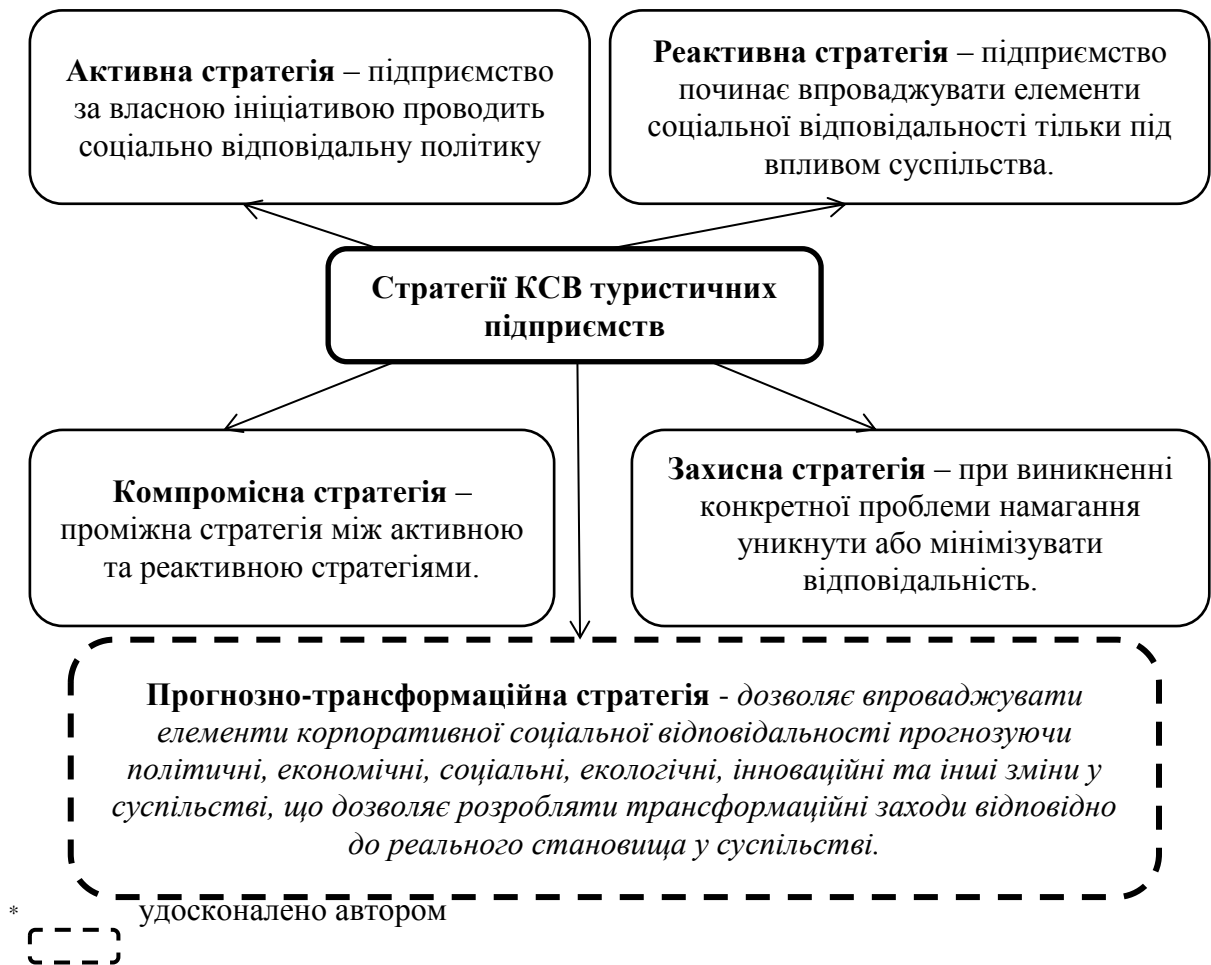 Активна стратегія – підприємство
за власною ініціативою проводить
соціально відповідальну політику
Реактивна стратегія – підприємство
починає впроваджувати елементи
соціальної відповідальності тільки під
впливом суспільства.
Стратегії КСВ туристичних
підприємств
Компромісна стратегія –
проміжна стратегія між активною
та реактивною стратегіями.
Захисна стратегія – при виникненні
конкретної проблеми намагання
уникнути або мінімізувати
відповідальність.
Прогнозно-трансформаційна стратегія - дозволяє впроваджувати
елементи корпоративної соціальної відповідальності прогнозуючи
політичні, економічні, соціальні, екологічні, інноваційні та інші зміни у
суспільстві, що дозволяє розробляти трансформаційні заходи відповідно
до реального становища у суспільстві.
* удосконалено автором